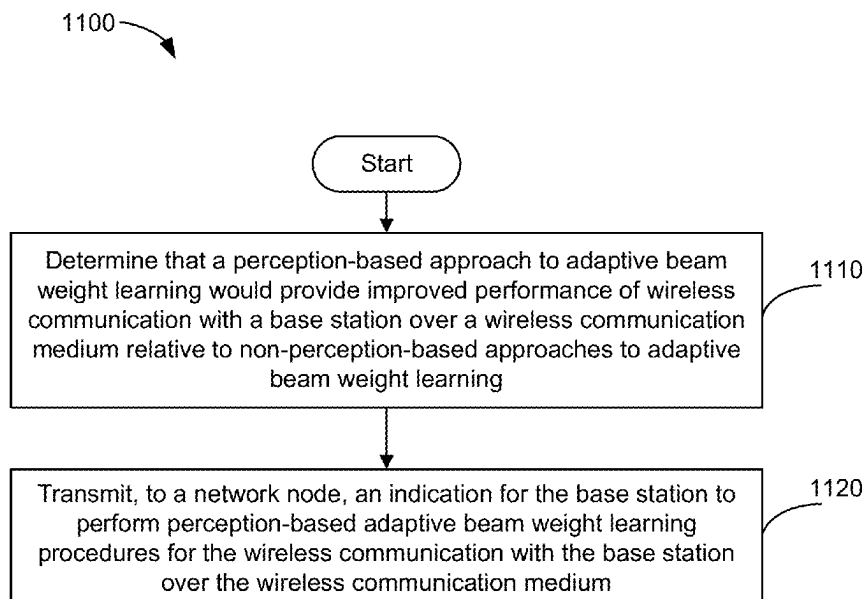 1100
Start
Determine that a perception-based approach to adaptive beam
weight learning would provide improved performance of wireless
communication with a base station over a wireless communication
medium relative to non-perception-based approaches to adaptive
beam weight learning
1110
Transmit, to a network node, an indication for the base station to
perform perception-based adaptive beam weight learning
procedures for the wireless communication with the base station
over the wireless communication medium
1120